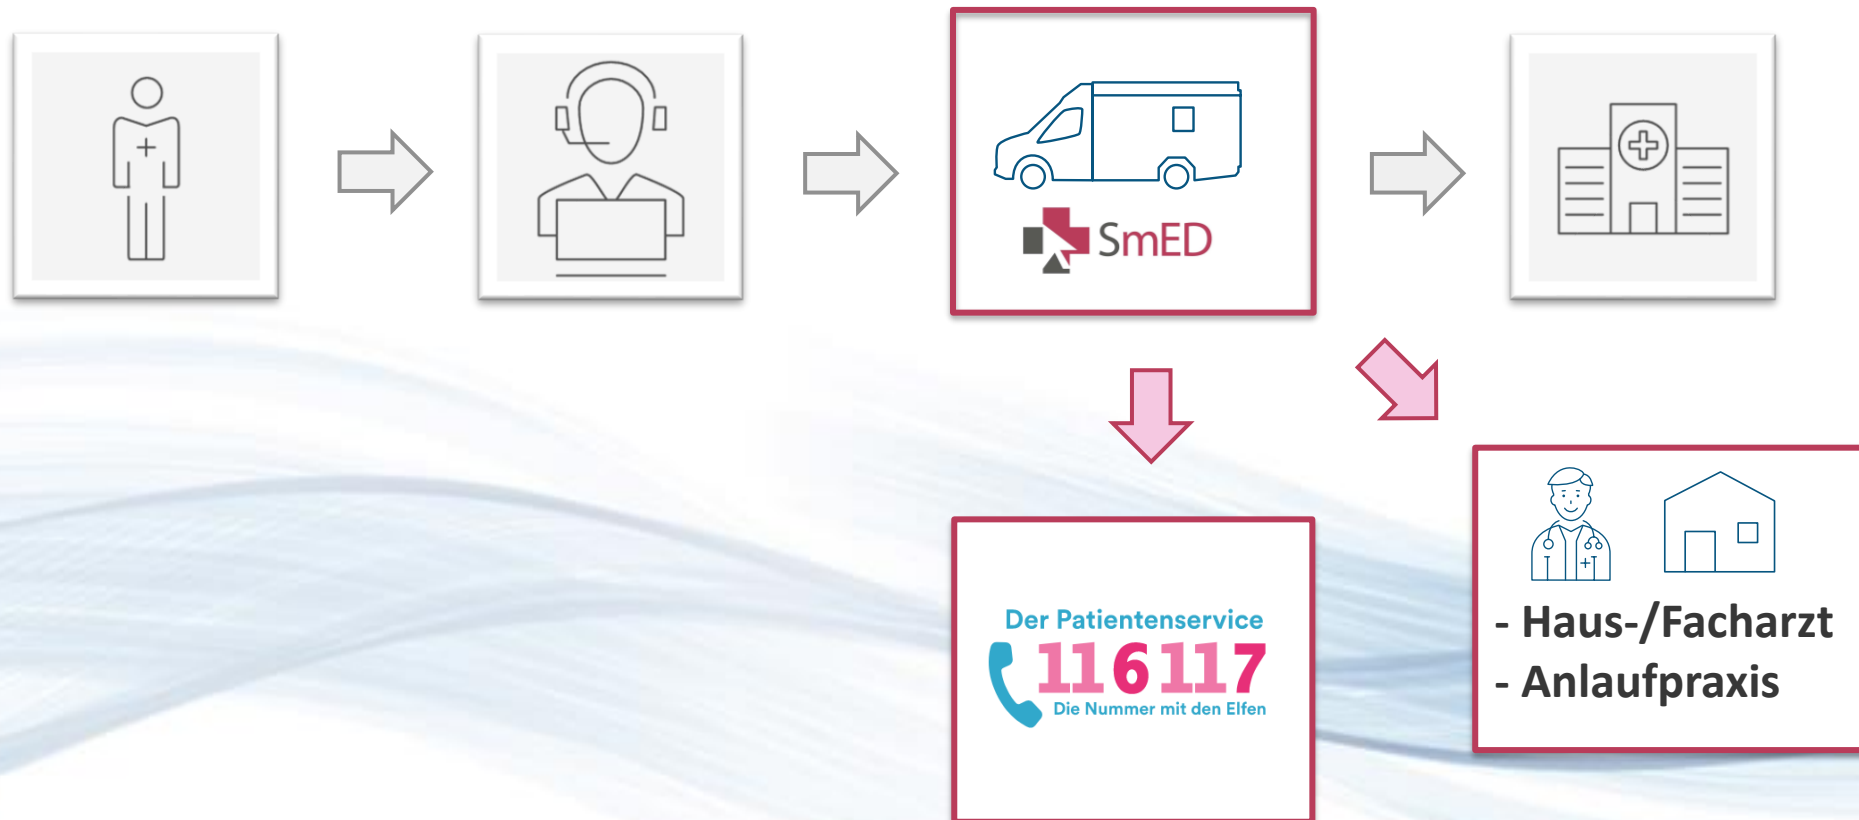 SmED
Der Patientenservice
116117
Die Nummer mit den Elfen
- Haus-/Facharzt
- Anlaufpraxis